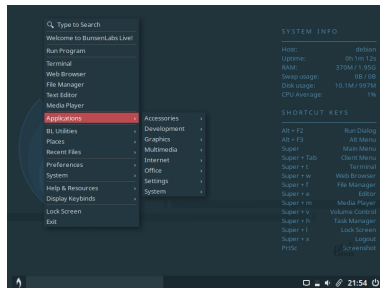 Type to Search
Welcome to BunsenLabs Live!
Run Program
Terminal
Web Browser
File Manager
Text Editor
Media Player
Applications
BL Utilities
Places
Recent Files
Preferences
System
Help & Resources
Display Keybinds
Lock Screen
Exit
Accessories
Development
Graphics
Multimedia
Internet
Office
Settings
System
SYSTEM INFO
Host: debian
Uptime: 0h 1m 12s
RAM: 379M / 1.95G
Swap usage: 0B / 0B
Disk usage: 10.1M / 997M
CPU Average: 1%
SHORTCUT KEYS
Alt + F2 Run Dialog
Alt + F3 Alt Menu
Super Main Menu
Super + Tab Client Menu
Super + t Terminal
Super + w Web Browser
Super + f File Manager
Super + e Editor
Super + m Media Player
Super + v Volume Control
Super + h Task Manager
Super + l Lock Screen
Super + x Logout
PrtSc Screenshot
21:54